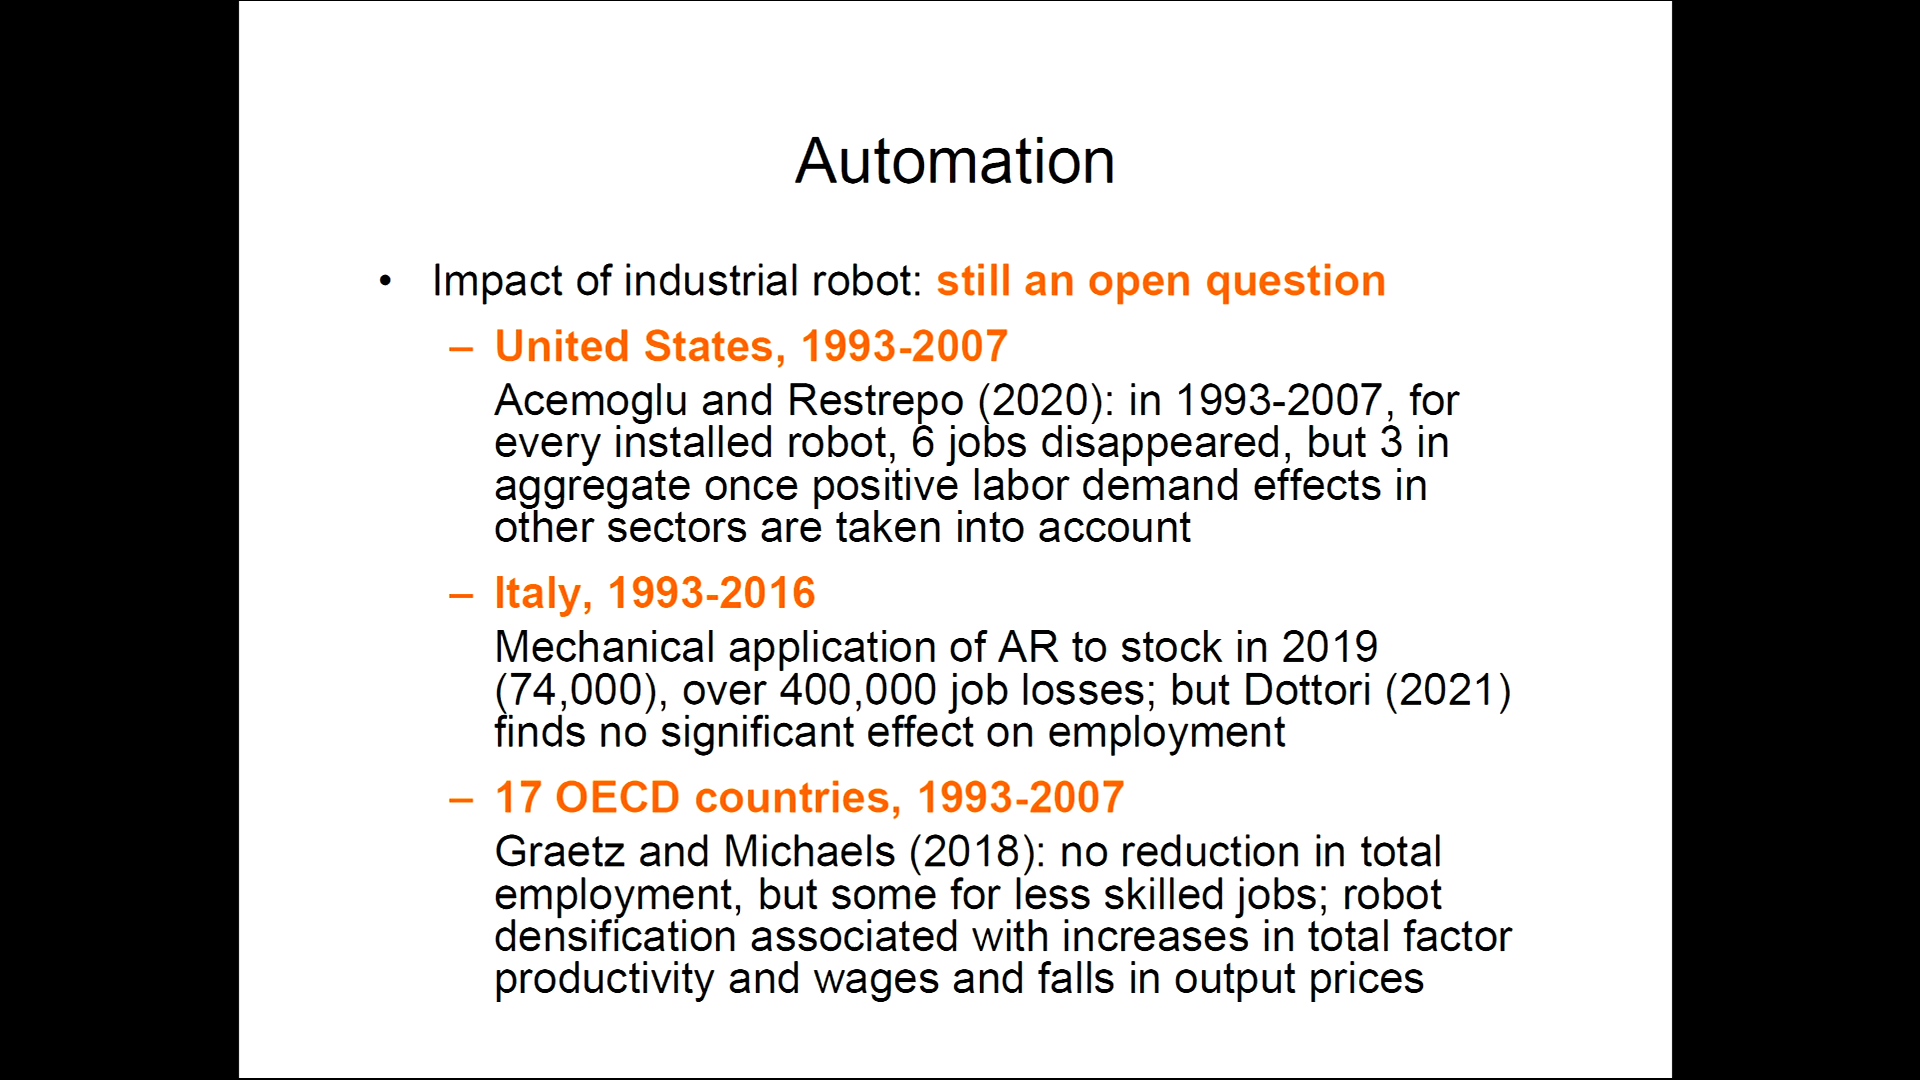 Automation
• Impact of industrial robot: still an open question
– United States, 1993-2007
Acemoglu and Restrepo (2020): in 1993-2007, for
every installed robot, 6 jobs disappeared, but 3 in
aggregate once positive labor demand effects in
other sectors are taken into account
– Italy, 1993-2016
Mechanical application of AR to stock in 2019
(74,000), over 400,000 job losses; but Dottori (2021)
finds no significant effect on employment
– 17 OECD countries, 1993-2007
Graetz and Michaels (2018): no reduction in total
employment, but some for less skilled jobs; robot
densification associated with increases in total factor
productivity and wages and falls in output prices